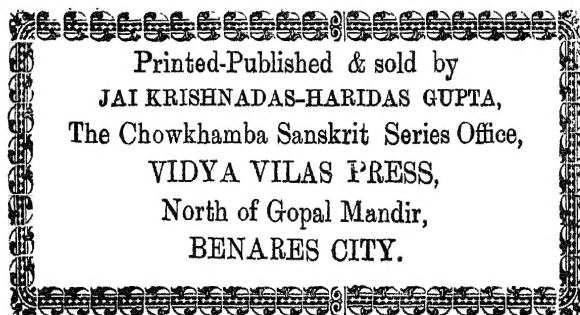 Printed-Published & sold by
JAI KRISHNADAS-HARIDAS GUPTA,
The Chowkhamba Sanskrit Series Office,
VIDYA VILAS PRESS,
North of Gopal Mandir,
BENARES CITY.